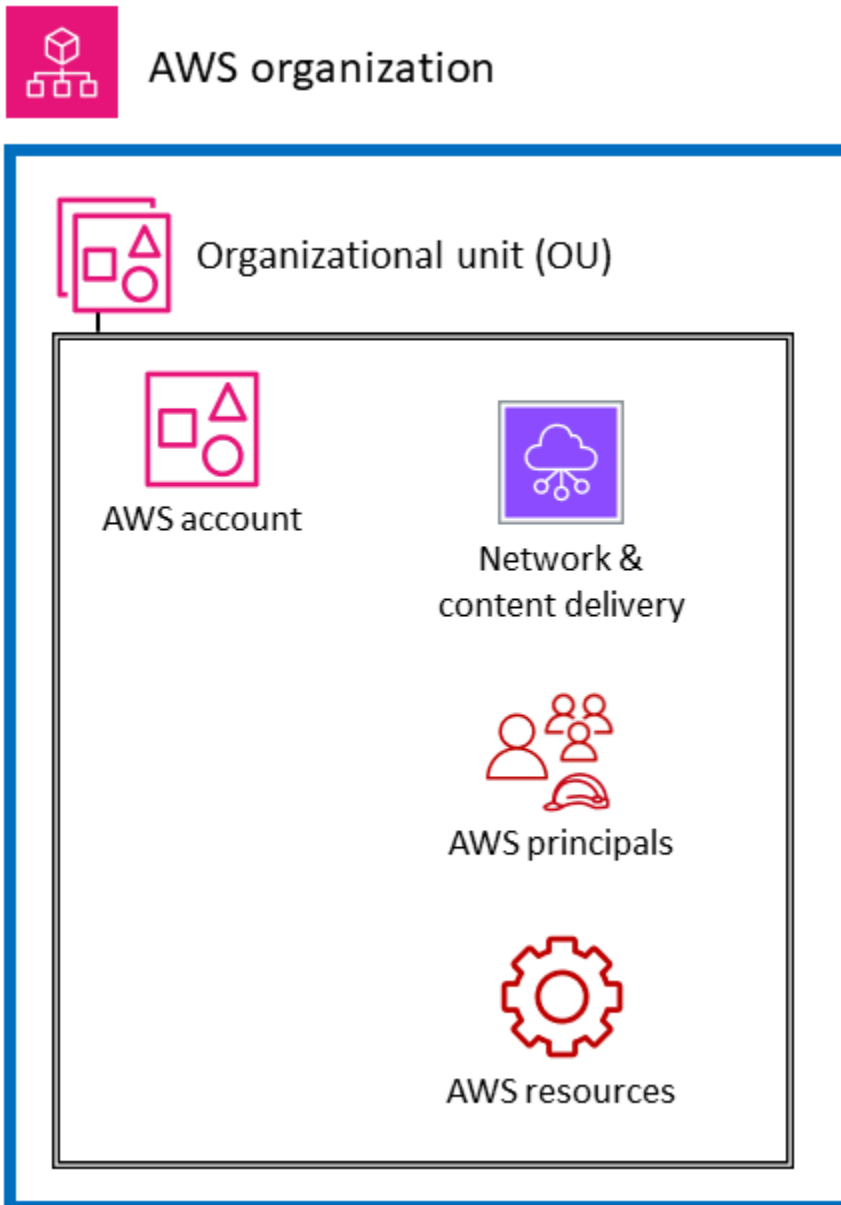 AWS organization
Organizational unit (OU)
AWS account
Network &
content delivery
AWS principals
AWS resources